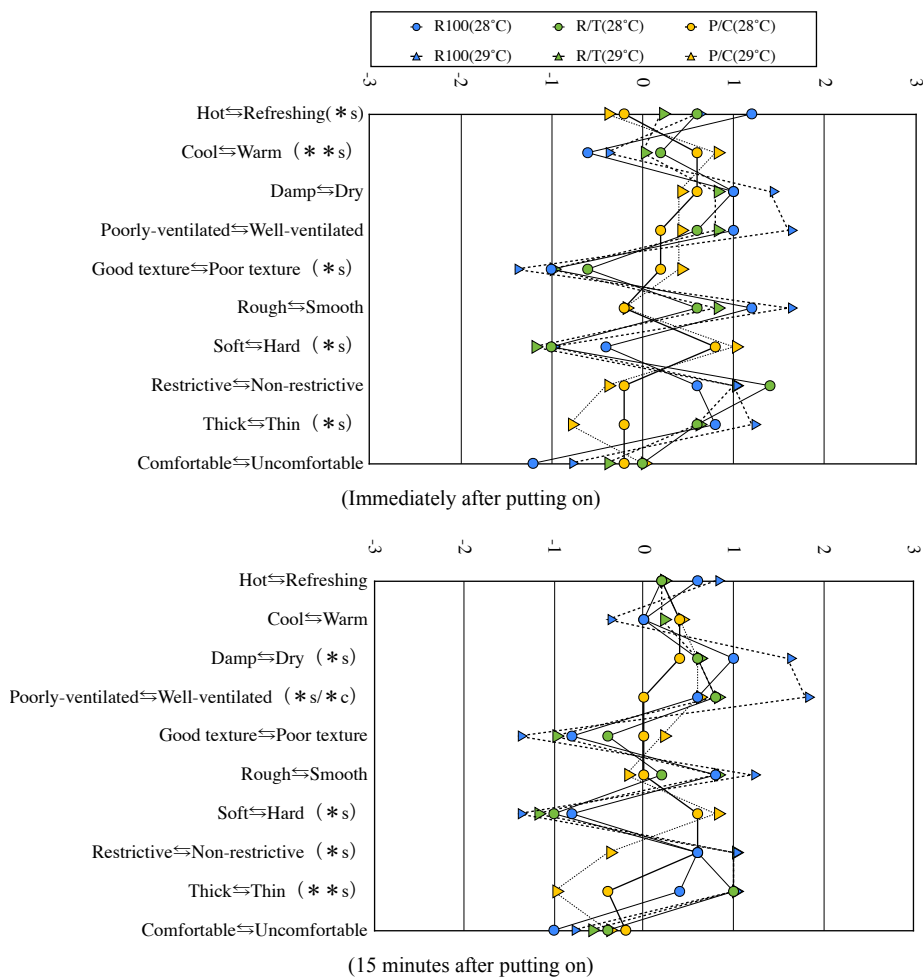 R100(28˚C) R/T(28˚C) P/C(28˚C)
R100(29˚C) R/T(29˚C) P/C(29˚C)
-3 -2 -1 0 1 2 3
Hot⇆Refreshing(*s)
Cool⇆Warm (**s)
Damp⇆Dry
Poorly-ventilated⇆Well-ventilated
Good texture⇆Poor texture (*s)
Rough⇆Smooth
Soft⇆Hard (*s)
Restrictive⇆Non-restrictive
Thick⇆Thin (*s)
Comfortable⇆Uncomfortable
(Immediately after putting on)
-3 -2 -1 0 1 2 3
Hot⇆Refreshing
Cool⇆Warm
Damp⇆Dry (*s)
Poorly-ventilated⇆Well-ventilated (*s/*c)
Good texture⇆Poor texture
Rough⇆Smooth
Soft⇆Hard (*s)
Restrictive⇆Non-restrictive (*s)
Thick⇆Thin (**s)
Comfortable⇆Uncomfortable
(15 minutes after putting on)